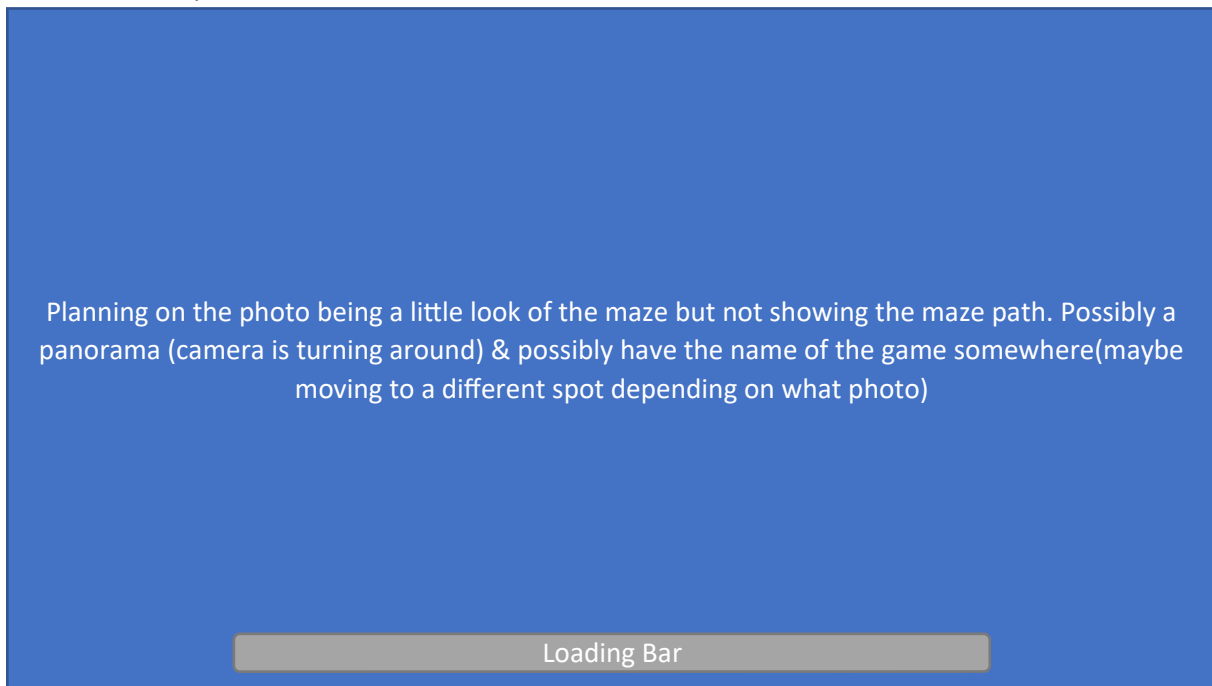 Planning on the photo being a little look of the maze but not showing the maze path. Possibly a
panorama (camera is turning around) & possibly have the name of the game somewhere(maybe
moving to a different spot depending on what photo)
Loading Bar